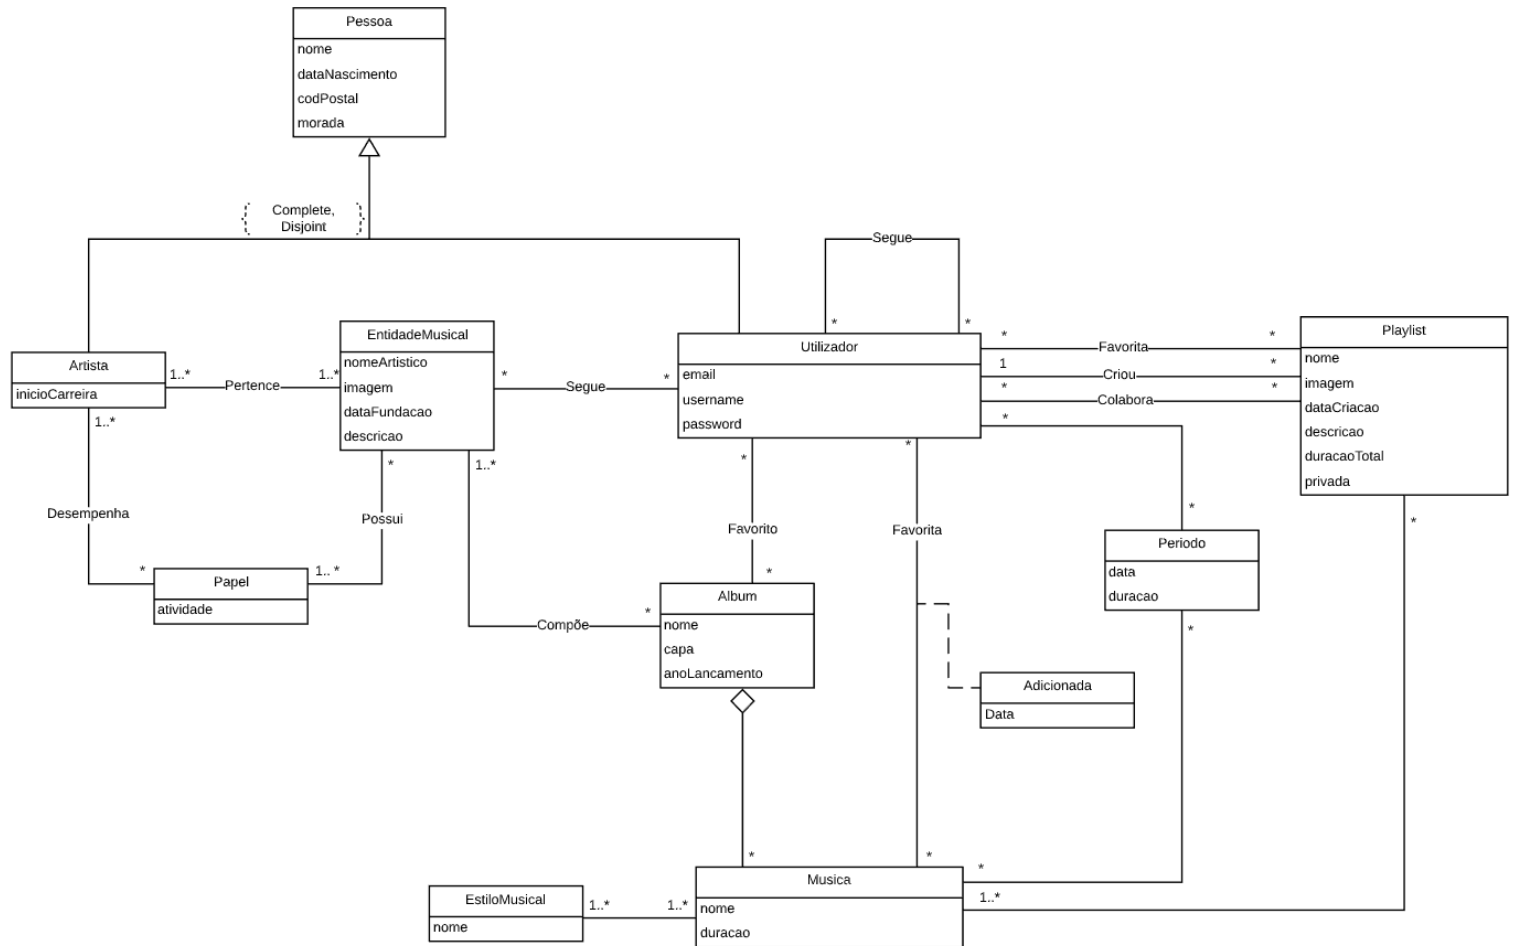 Pessoa
nome
dataNascimento
codPostal
morada
Complete,
Disjoint
Segue
*
*
Artista
inicioCarreira
1..*
Pertence
1..*
1..*
EntidadeMusical
nomeArtistico
imagem
dataFundacao
descricao
*
Segue
*
*
1..*
Utilizador
email
username
password
*
Favorita
*
1
Criou
*
*
Colabora
*
*
*
*
Playlist
nome
imagem
dataCriacao
descricao
duracaoTotal
privada
*
Desempenha
*
Possui
1.. *
Papel
atividade
Favorito
*
Favorita
*
Periodo
data
duracao
*
Compõe
*
Album
nome
capa
anoLancamento
Adicionada
Data
*
*
*
1..*
EstiloMusical
nome
1..*
1..*
Musica
nome
duracao